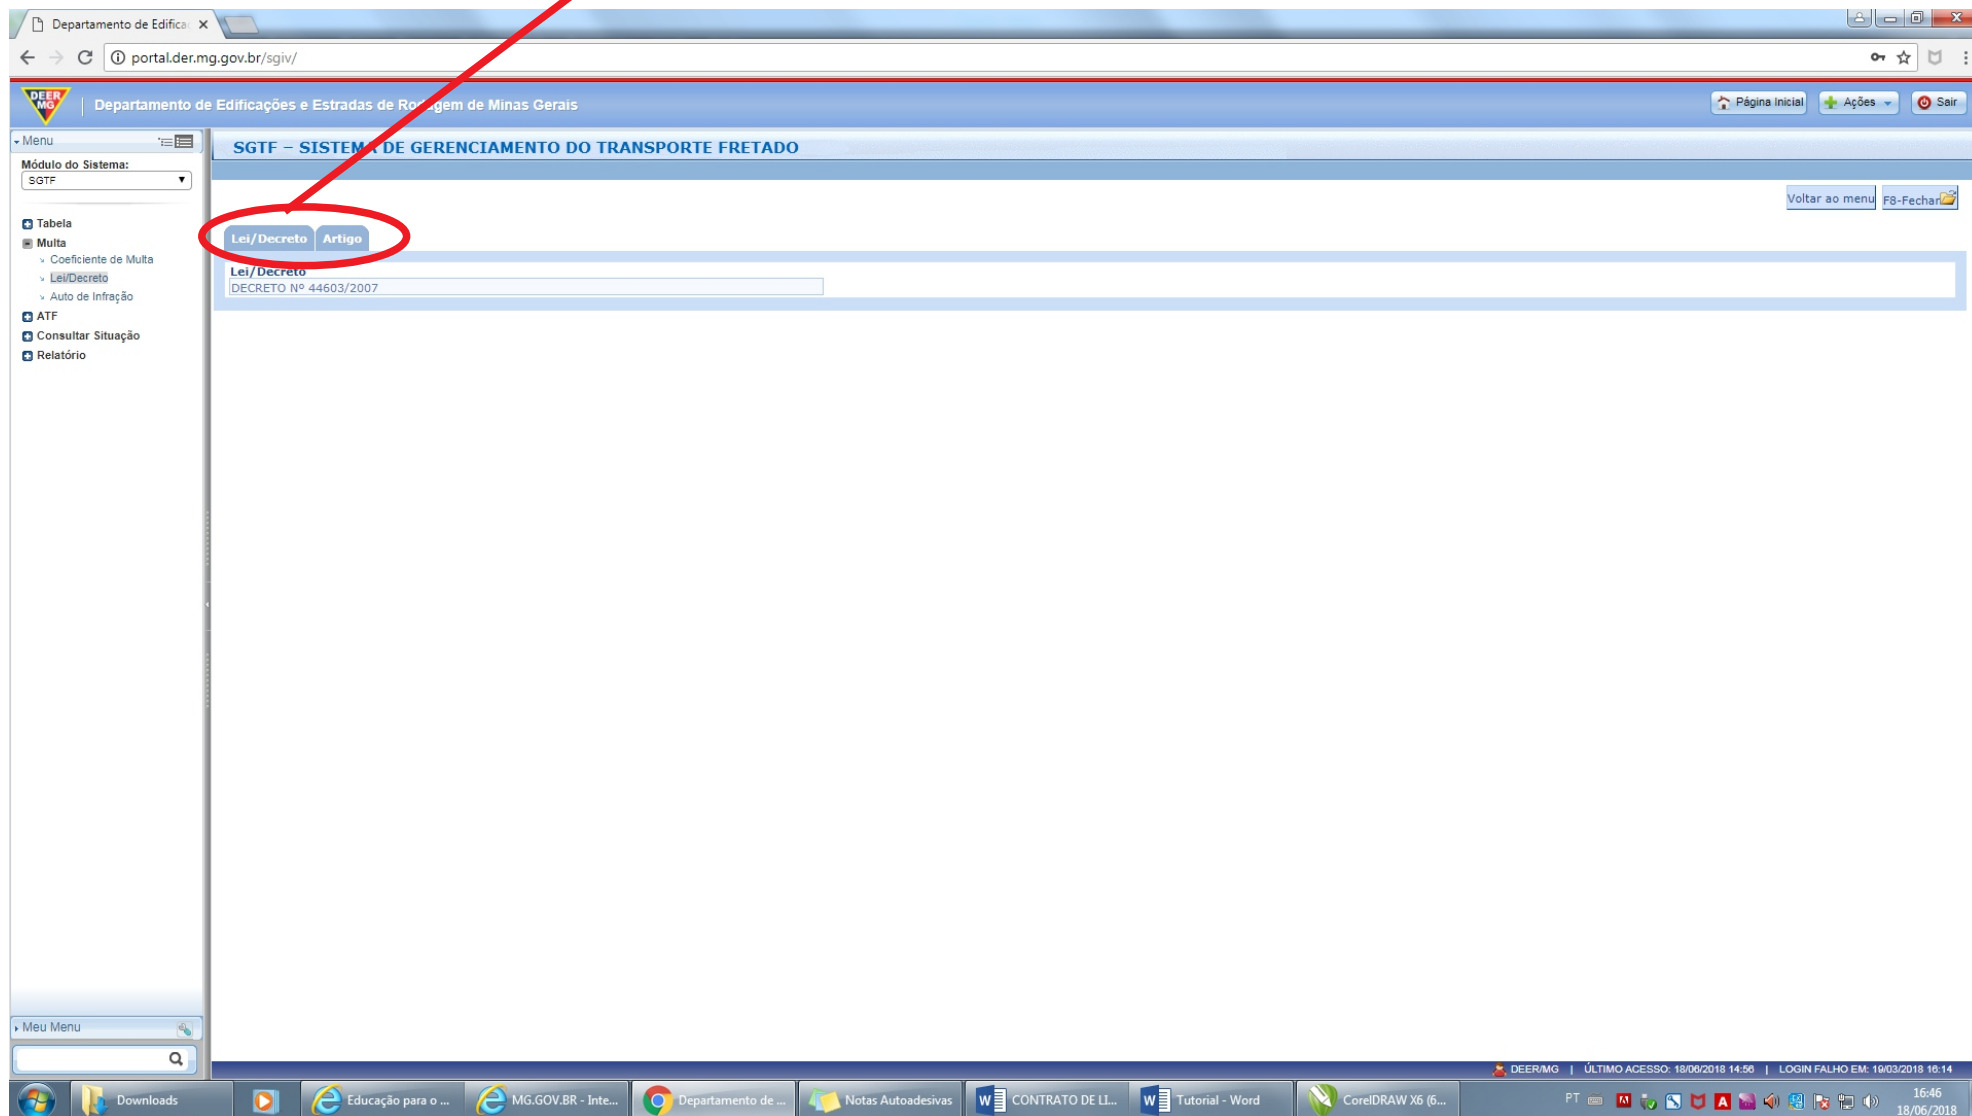 Departamento de Edifica
portal.der.mg.gov.br/sgiv/
DEER
MG
Departamento de Edificações e Estradas de Rodagem de Minas Gerais
Página Inicial
Ações
Sair
Menu
Módulo do Sistema:
SGTF
Tabela
Multa
Coeficiente de Multa
Lei/Decreto
Auto de Infração
ATF
Consultar Situação
Relatório
SGTF – SISTEMA DE GERENCIAMENTO DO TRANSPORTE FRETADO
Voltar ao menu
F8-Fechar
Lei/Decreto
Artigo
Lei/Decreto
DECRETO Nº 44603/2007
Meu Menu
DEER/MG | ÚLTIMO ACESSO: 18/06/2018 14:56 | LOGIN FALHO EM: 19/03/2018 16:14
Downloads
Educação para o ...
MG.GOV.BR - Inte...
Departamento de ...
Notas Autoadesivas
CONTRATO DE LI...
Tutorial - Word
CorelDRAW X6 (6...
PT
16:46
18/06/2018